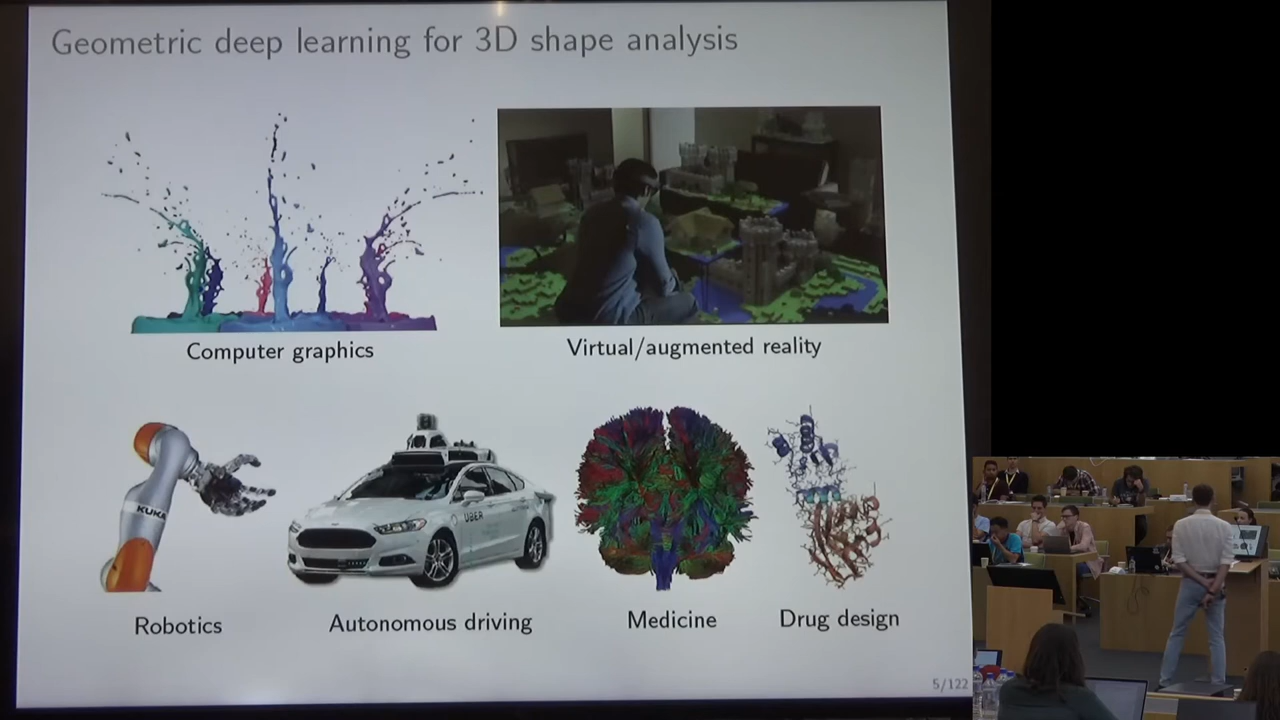 Geometric deep learning for 3D shape analysis
Computer graphics
Virtual/augmented reality
KUKA
UBER
Robotics
Autonomous driving
Medicine
Drug design
5/122